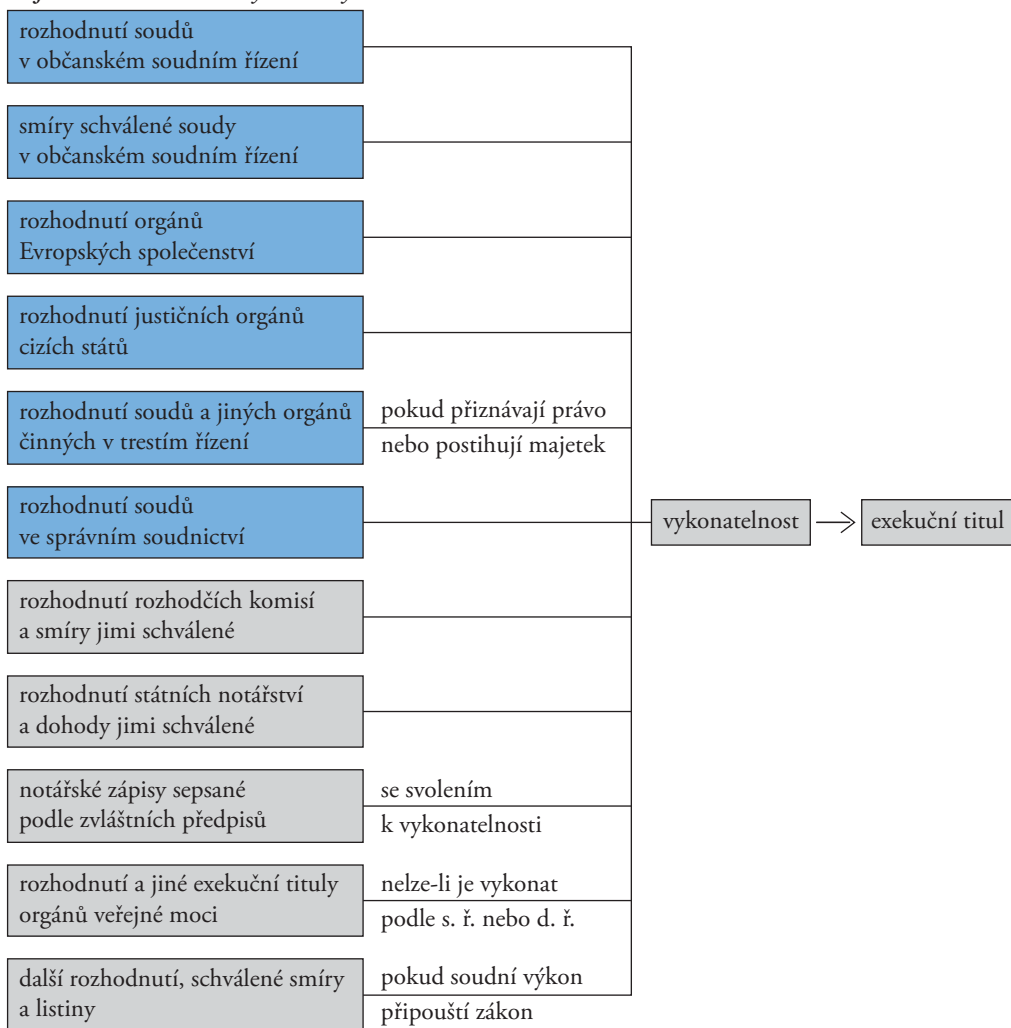 rozhodnutí soudů
v občanském soudním řízení
smíry schválené soudy
v občanském soudním řízení
rozhodnutí orgánů
Evropských společenství
rozhodnutí justičních orgánů
cizích států
rozhodnutí soudů a jiných orgánů
činných v trestím řízení
pokud přiznávají právo
nebo postihují majetek
rozhodnutí soudů
ve správním soudnictví
vykonatelnost
exekuční titul
rozhodnutí rozhodčích komisí
a smíry jimi schválené
rozhodnutí státních notářství
a dohody jimi schválené
notářské zápisy sepsané
podle zvláštních předpisů
se svolením
k vykonatelnosti
rozhodnutí a jiné exekuční tituly
orgánů veřejné moci
nelze-li je vykonat
podle s. ř. nebo d. ř.
další rozhodnutí, schválené smíry
a listiny
pokud soudní výkon
připouští zákon